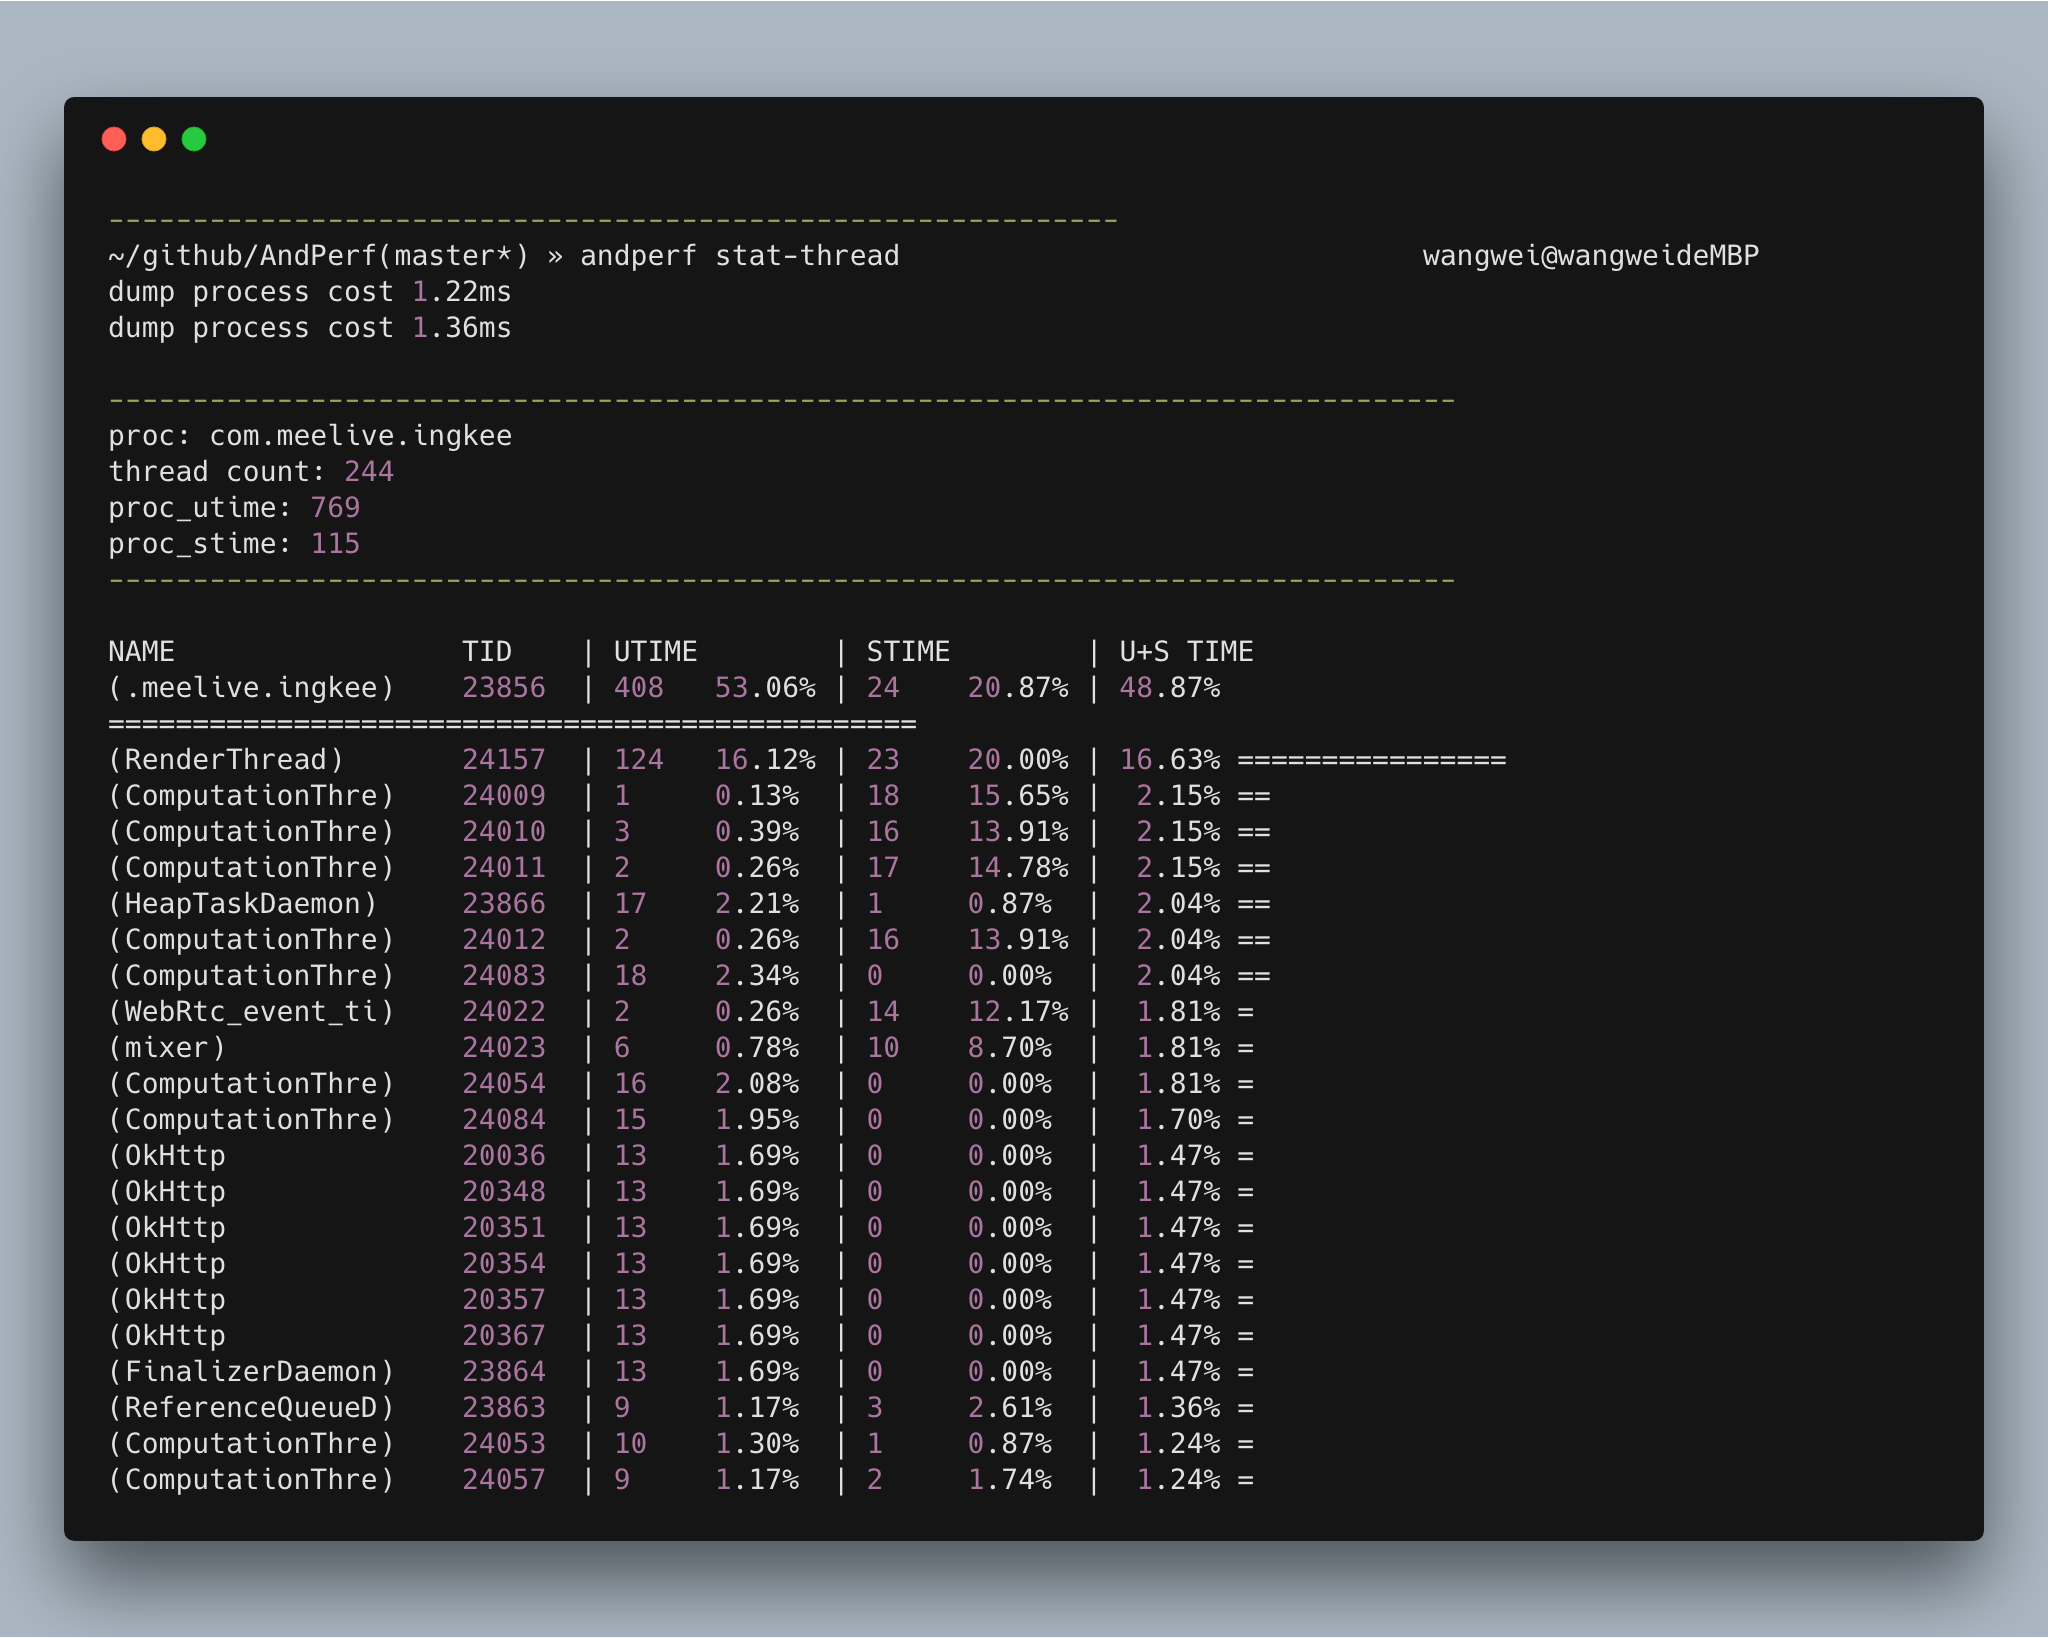 ------------------------------------------------------------
~/github/AndPerf(master*) » andperf stat-thread                               wangwei@wangweideMBP
dump process cost 1.22ms
dump process cost 1.36ms

--------------------------------------------------------------------------------
proc: com.meelive.ingkee
thread count: 244
proc_utime: 769
proc_stime: 115
--------------------------------------------------------------------------------

NAME                 TID    | UTIME        | STIME        | U+S TIME
(.meelive.ingkee)    23856  | 408   53.06% | 24    20.87% | 48.87%
================================================
(RenderThread)       24157  | 124   16.12% | 23    20.00% | 16.63% ================
(ComputationThre)    24009  | 1     0.13%  | 18    15.65% |  2.15% ==
(ComputationThre)    24010  | 3     0.39%  | 16    13.91% |  2.15% ==
(ComputationThre)    24011  | 2     0.26%  | 17    14.78% |  2.15% ==
(HeapTaskDaemon)     23866  | 17    2.21%  | 1     0.87%  |  2.04% ==
(ComputationThre)    24012  | 2     0.26%  | 16    13.91% |  2.04% ==
(ComputationThre)    24083  | 18    2.34%  | 0     0.00%  |  2.04% ==
(WebRtc_event_ti)    24022  | 2     0.26%  | 14    12.17% |  1.81% =
(mixer)              24023  | 6     0.78%  | 10    8.70%  |  1.81% =
(ComputationThre)    24054  | 16    2.08%  | 0     0.00%  |  1.81% =
(ComputationThre)    24084  | 15    1.95%  | 0     0.00%  |  1.70% =
(OkHttp              20036  | 13    1.69%  | 0     0.00%  |  1.47% =
(OkHttp              20348  | 13    1.69%  | 0     0.00%  |  1.47% =
(OkHttp              20351  | 13    1.69%  | 0     0.00%  |  1.47% =
(OkHttp              20354  | 13    1.69%  | 0     0.00%  |  1.47% =
(OkHttp              20357  | 13    1.69%  | 0     0.00%  |  1.47% =
(OkHttp              20367  | 13    1.69%  | 0     0.00%  |  1.47% =
(FinalizerDaemon)    23864  | 13    1.69%  | 0     0.00%  |  1.47% =
(ReferenceQueueD)    23863  | 9     1.17%  | 3     2.61%  |  1.36% =
(ComputationThre)    24053  | 10    1.30%  | 1     0.87%  |  1.24% =
(ComputationThre)    24057  | 9     1.17%  | 2     1.74%  |  1.24% =